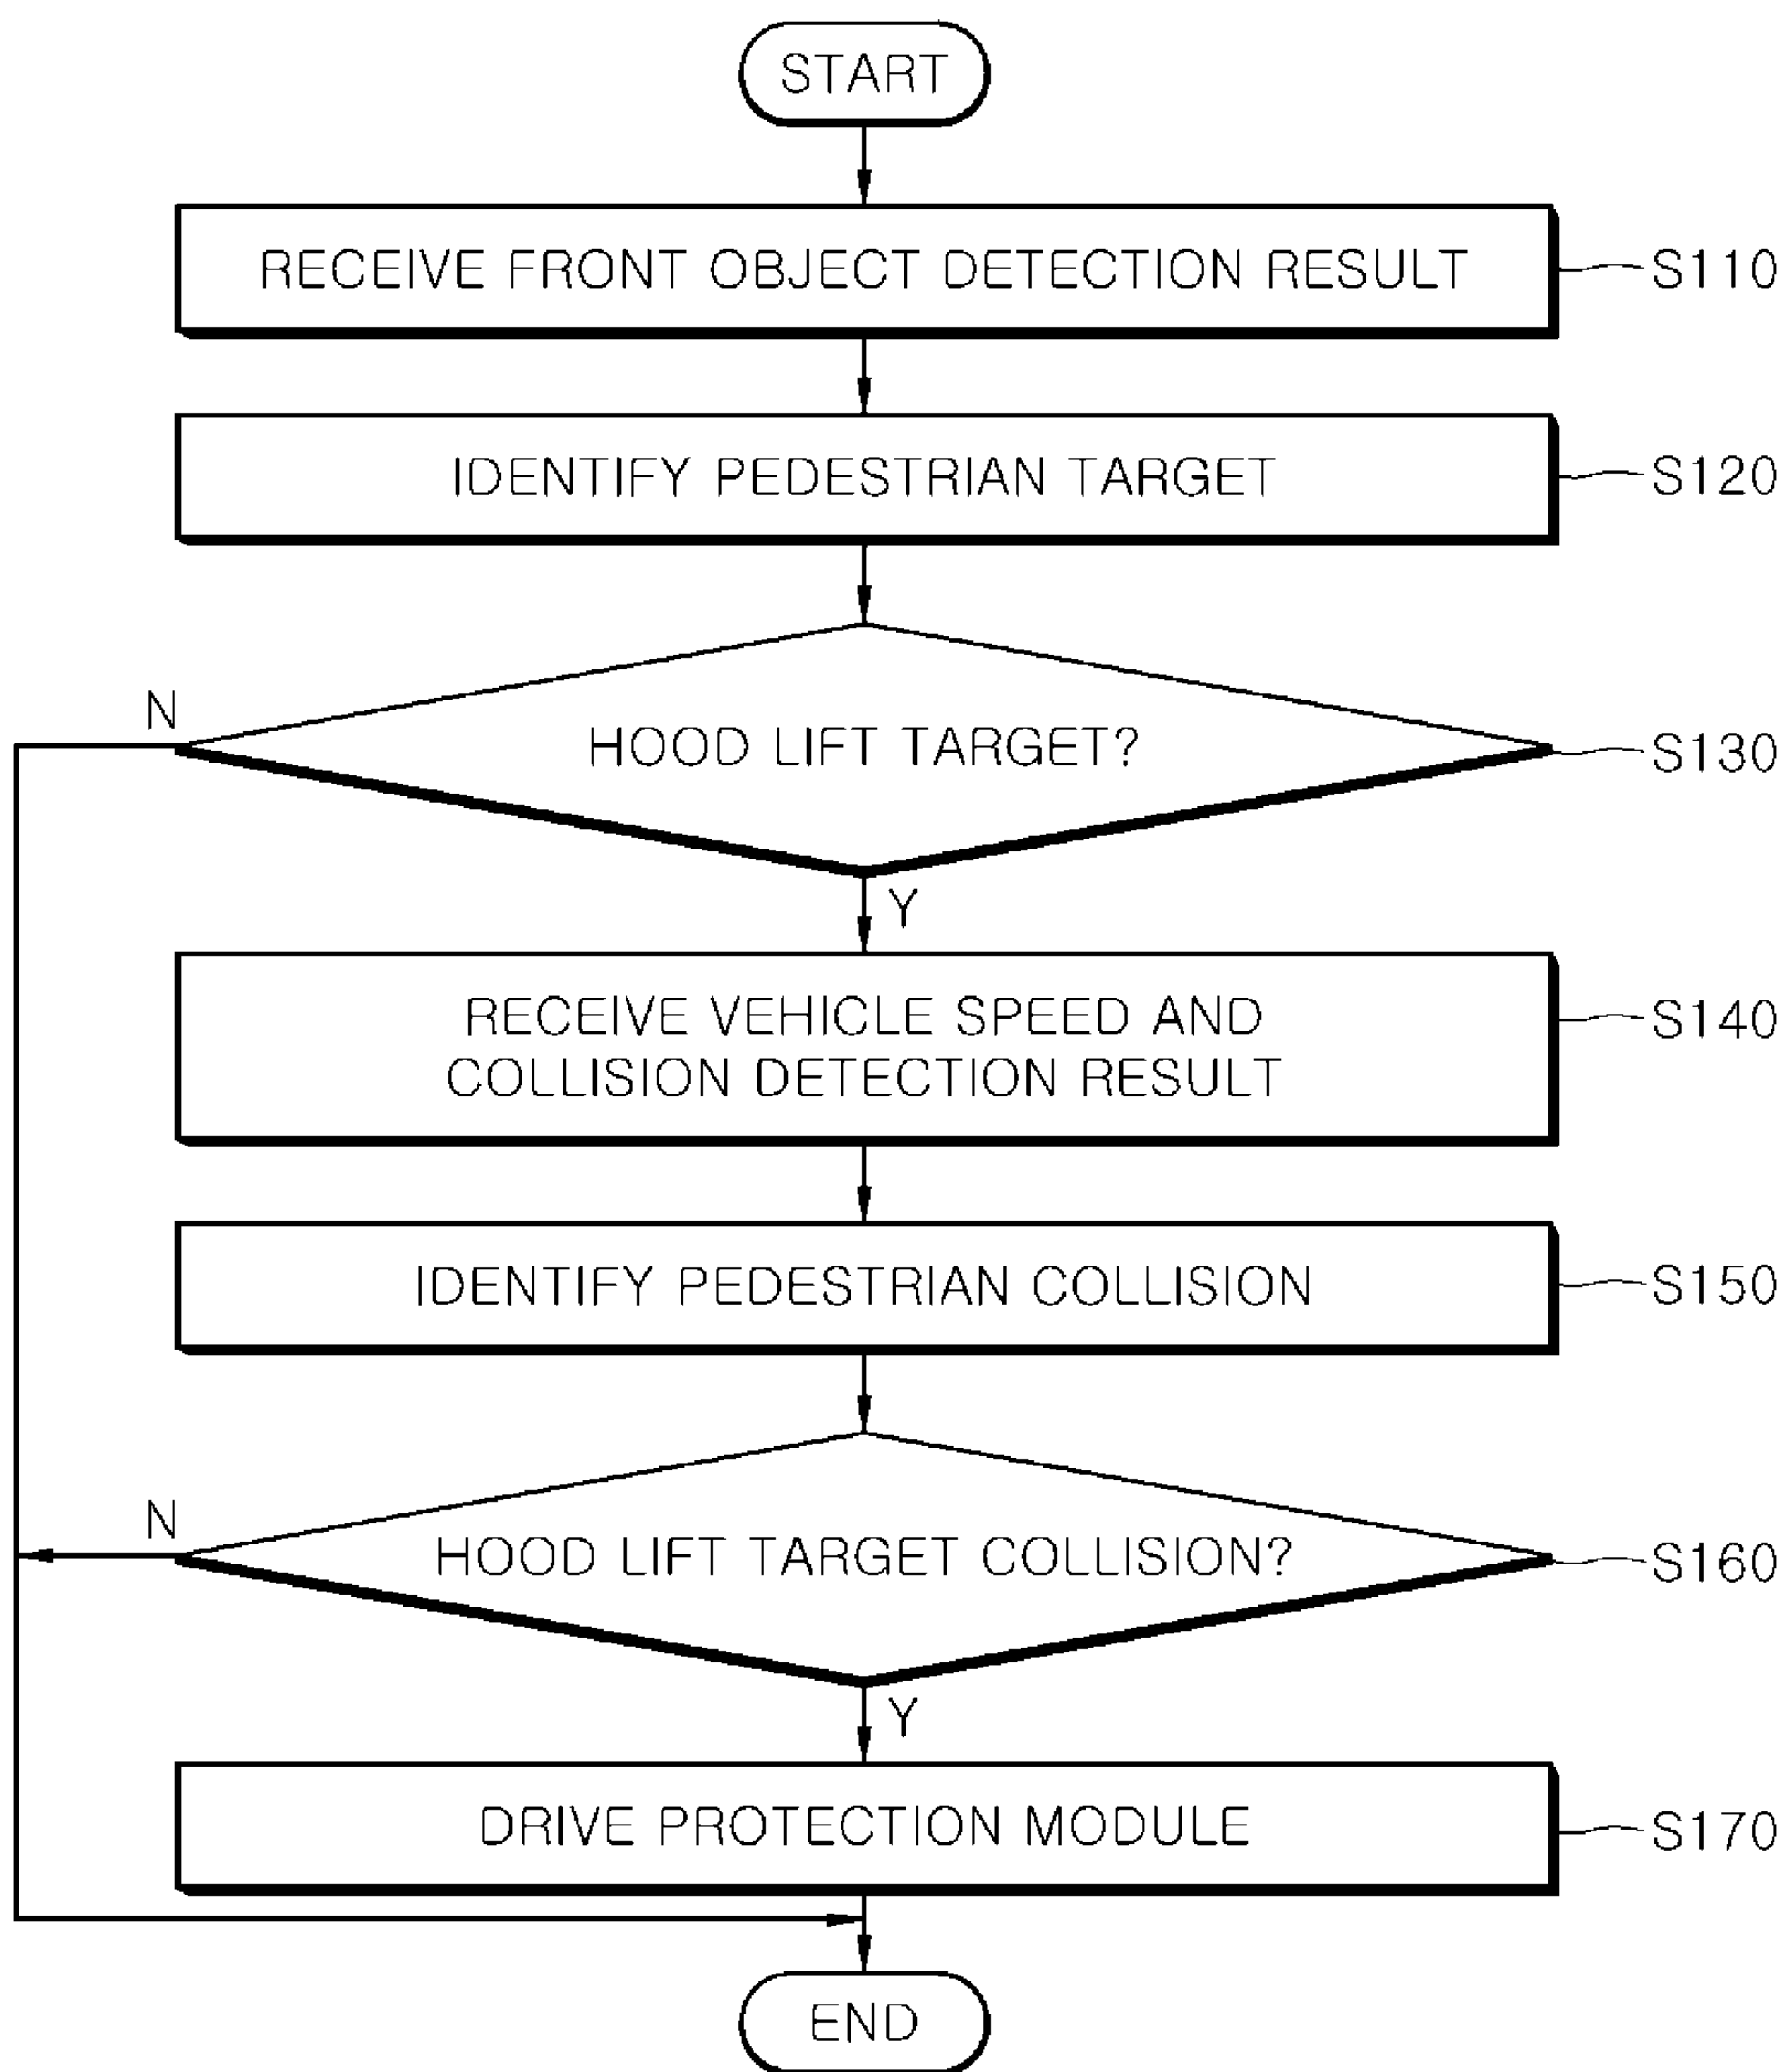 START
RECEIVE FRONT OBJECT DETECTION RESULT
S110
IDENTIFY PEDESTRIAN TARGET
S120
N
HOOD LIFT TARGET?
S130
Y
RECEIVE VEHICLE SPEED AND
COLLISION DETECTION RESULT
S140
IDENTIFY PEDESTRIAN COLLISION
S150
N
HOOD LIFT TARGET COLLISION?
S160
Y
DRIVE PROTECTION MODULE
S170
END